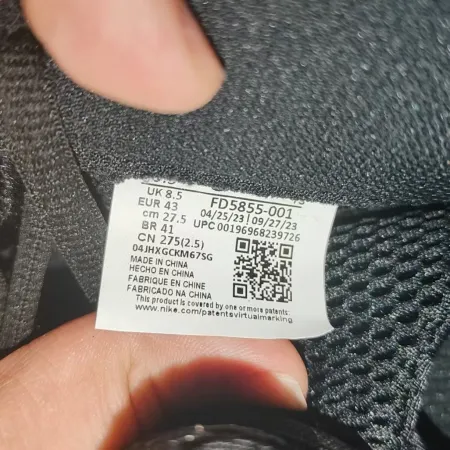 UK 8.5
EUR 43
cm 27.5
BR 41
CN 275(2.5)
FD5855-001
04/25/23 | 09/27/23
UPC 00196968239726
04JHXGCKM67SG
MADE IN CHINA
HECHO EN CHINA
FABRIQUE EN CHINE
FABRICADO NA CHINA
This product is covered by one or more patents:
www.nike.com/patentsvirtualmarking